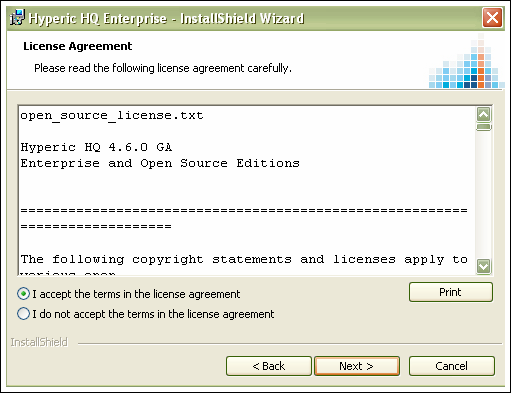 Hyperic HQ Enterprise - InstallShield Wizard
License Agreement
Please read the following license agreement carefully.
open_source_license.txt
Hyperic HQ 4.6.0 GA
Enterprise and Open Source Editions
===========================================================
====================
The following copyright statements and licenses apply to
various open
I accept the terms in the license agreement
Print
I do not accept the terms in the license agreement
InstallShield
< Back
Next >
Cancel